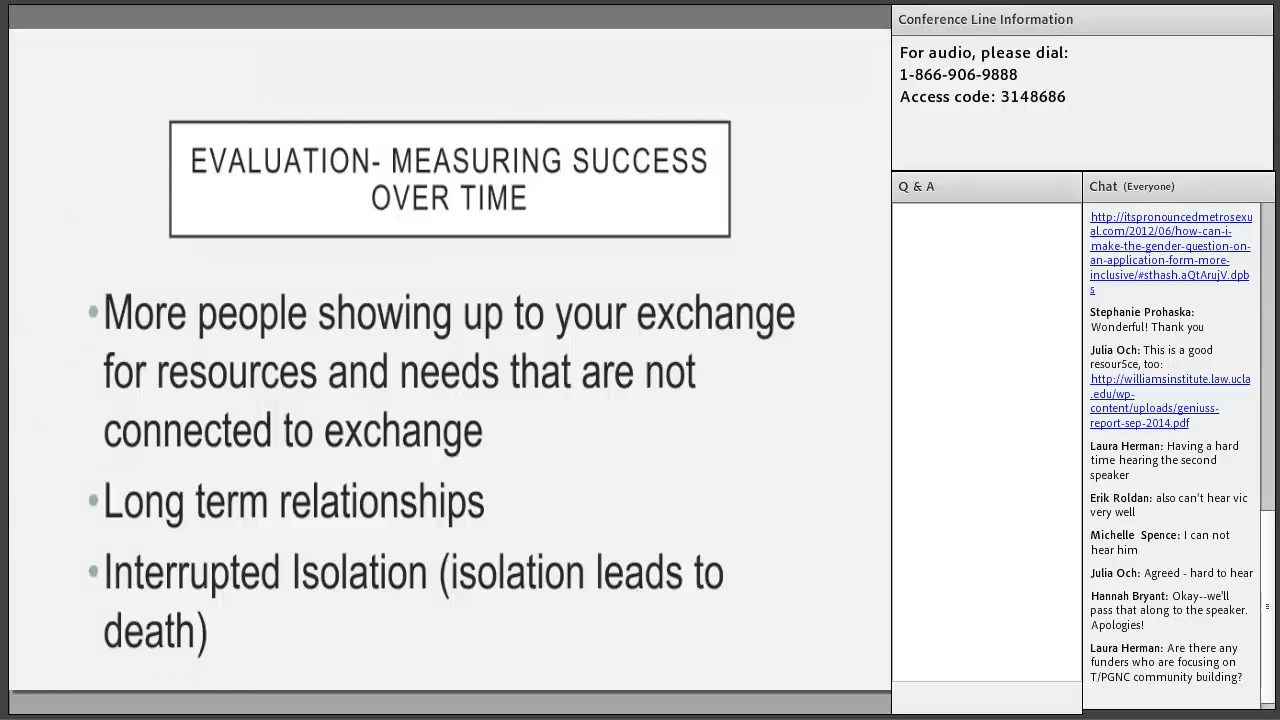 EVALUATION- MEASURING SUCCESS
OVER TIME
•More people showing up to your exchange
for resources and needs that are not
connected to exchange
•Long term relationships
•Interrupted Isolation (isolation leads to
death)
Conference Line Information
For audio, please dial:
1-866-906-9888
Access code: 3148686
Q & A
Chat (Everyone)
http://itspronouncedmetrosexu
al.com/2012/06/how-can-i-
make-the-gender-question-on-
an-application-form-more-
inclusive/#sthash.aQtArujV.dpb
s
Stephanie Prohaska:
Wonderful! Thank you
Julia Och: This is a good
resourSce, too:
http://williamsinstitute.law.ucla
.edu/wp-
content/uploads/geniuss-
report-sep-2014.pdf
Laura Herman: Having a hard
time hearing the second
speaker
Erik Roldan: also can't hear vic
very well
Michelle Spence: I can not
hear him
Julia Och: Agreed - hard to hear
Hannah Bryant: Okay--we'll
pass that along to the speaker.
Apologies!
Laura Herman: Are there any
funders who are focusing on
T/PGNC community building?